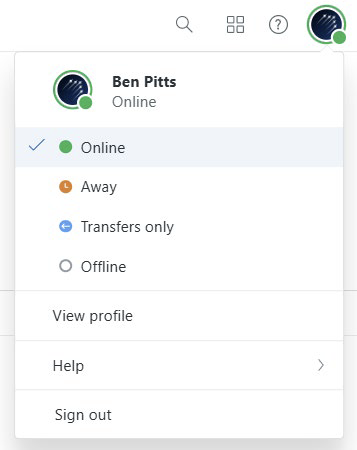 Ben Pitts
Online
Online
Away
Transfers only
Offline
View profile
Help
Sign out